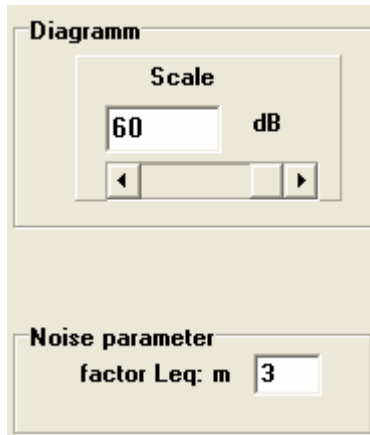 Diagramm
Scale
60 dB
Noise parameter
factor Leq: m 3